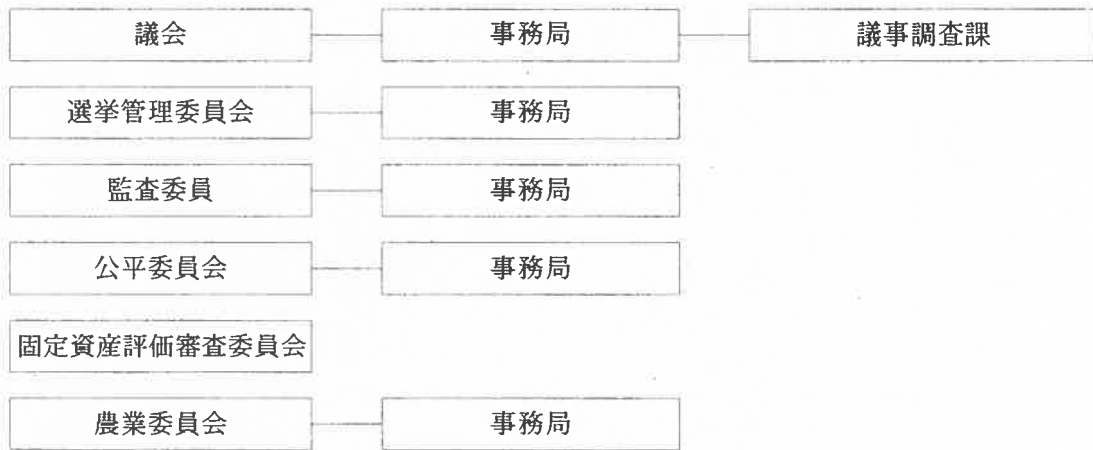 議会 事務局 議事調査課
選挙管理委員会 事務局
監査委員 事務局
公平委員会 事務局
固定資産評価審査委員会
農業委員会 事務局